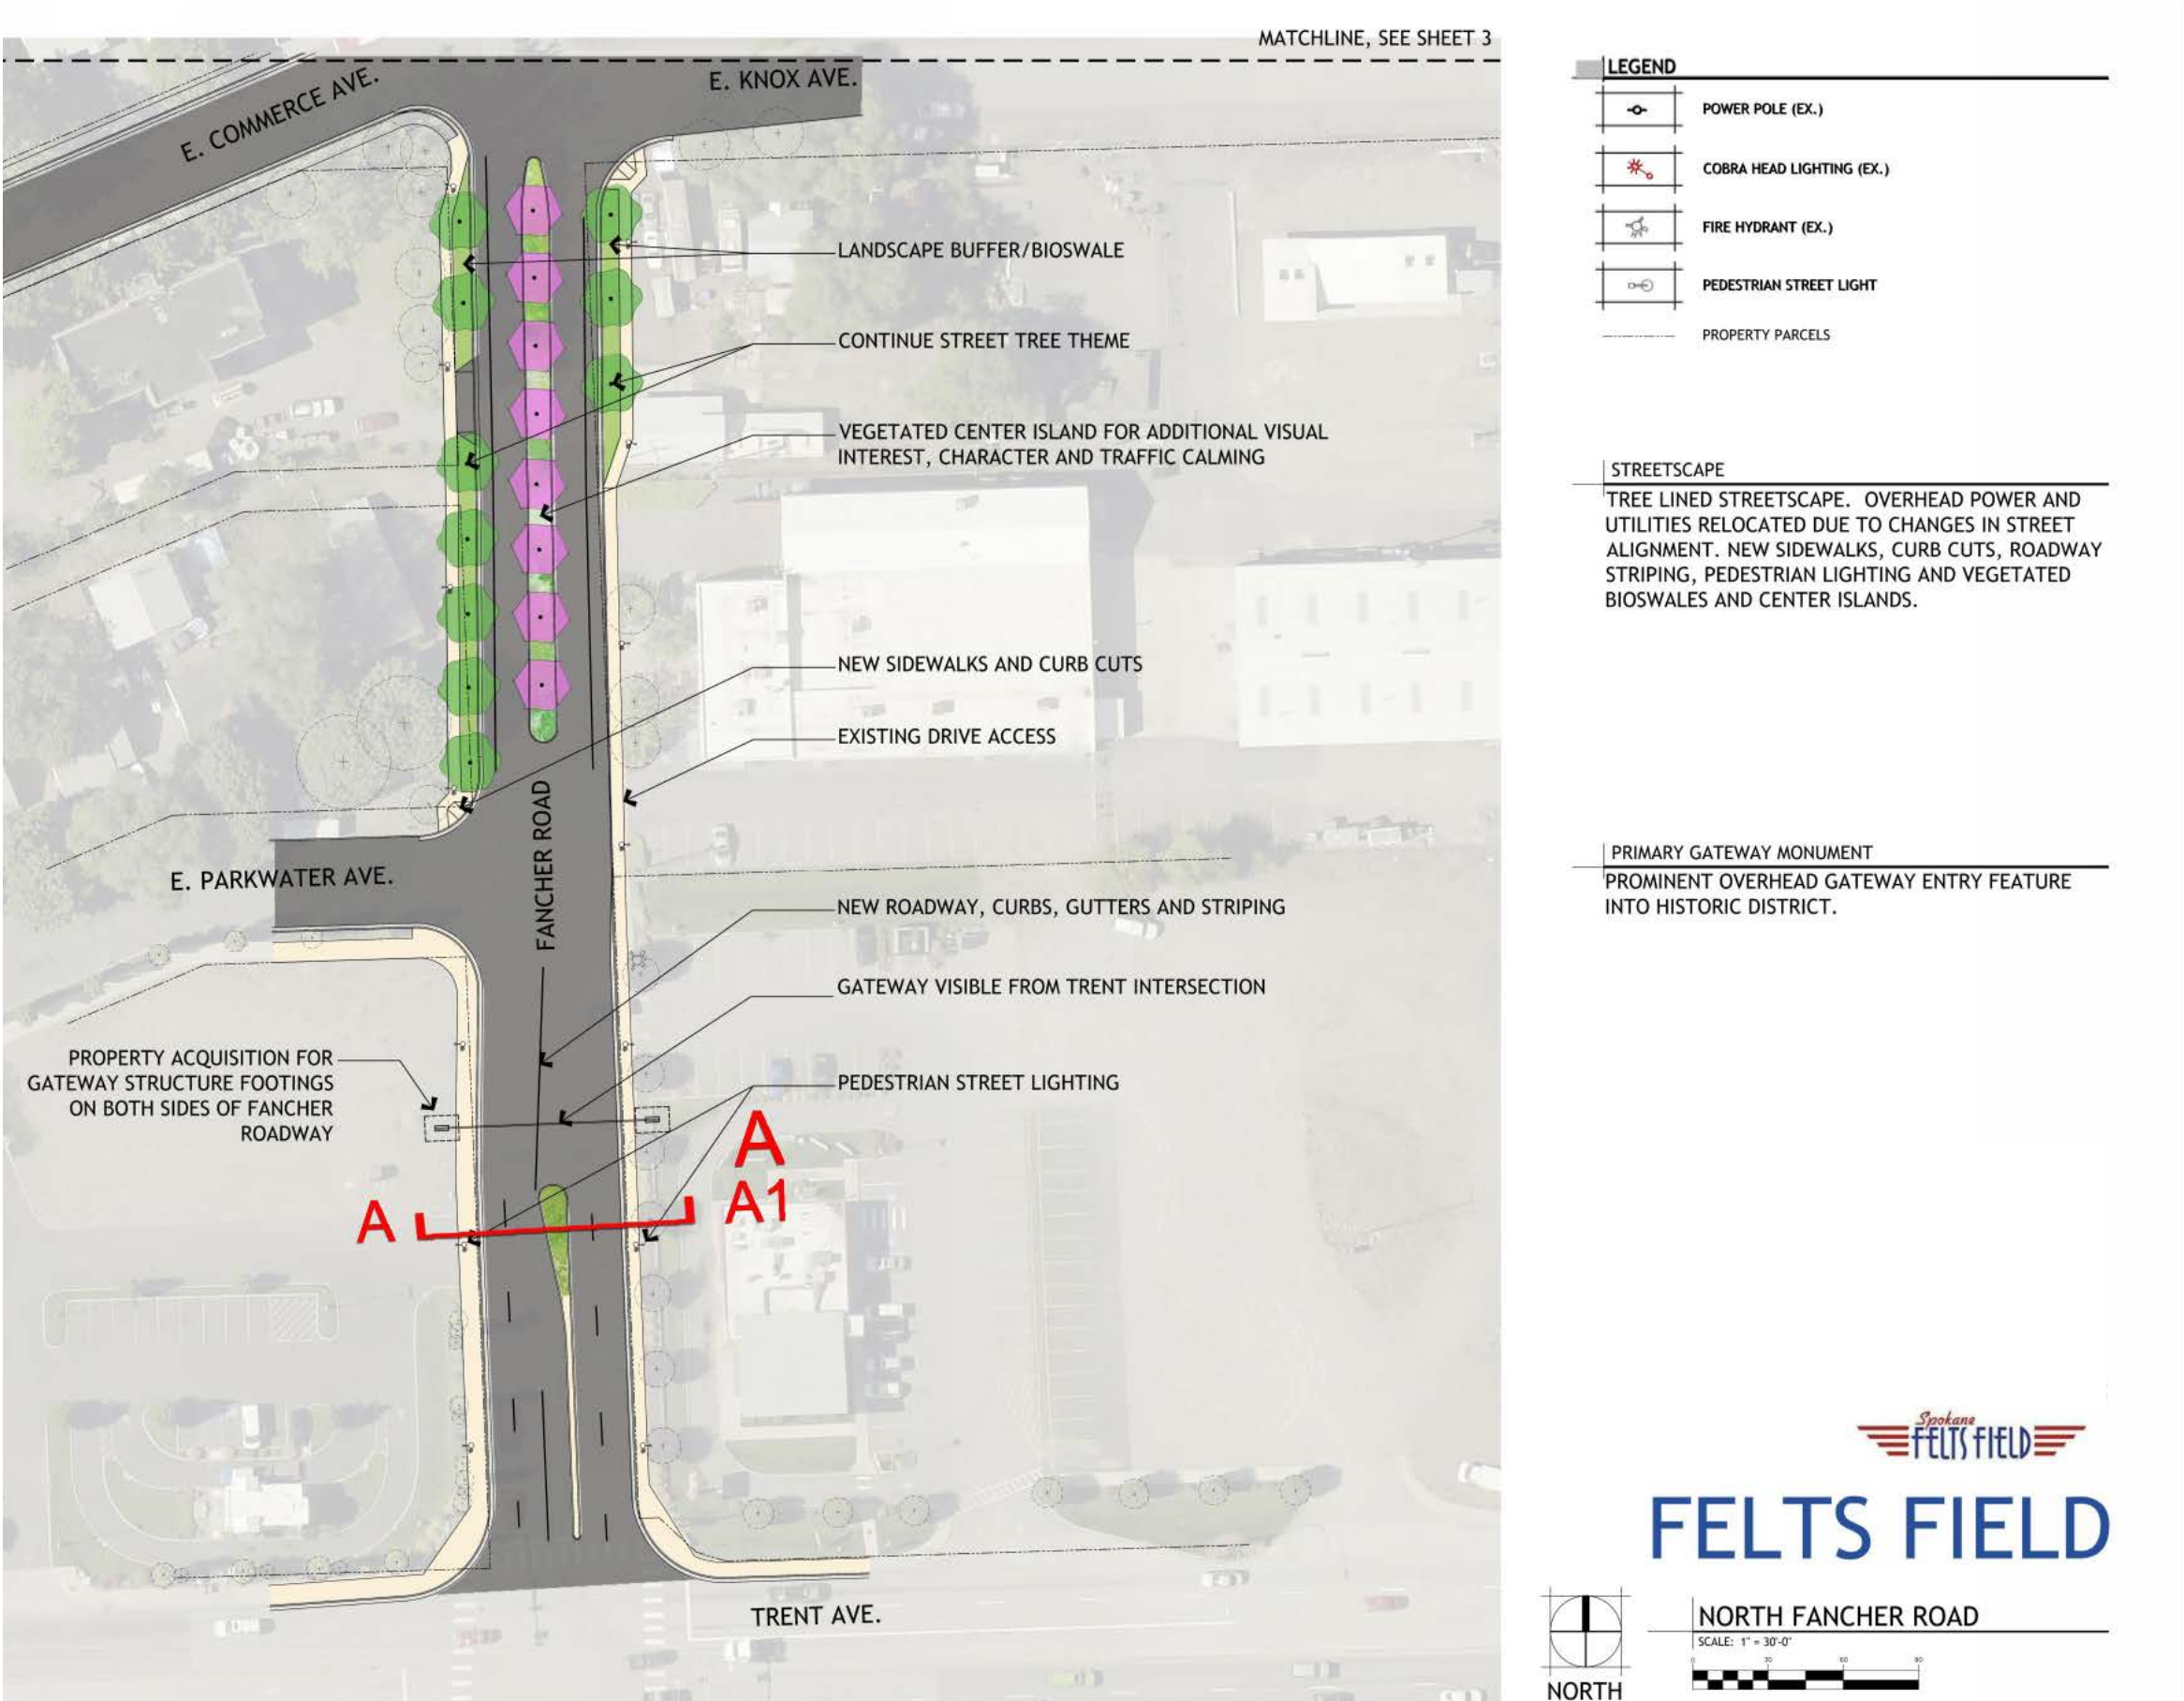 MATCHLINE, SEE SHEET 3
E. COMMERCE AVE.
E. KNOX AVE.
LANDSCAPE BUFFER/BIOSWALE
CONTINUE STREET TREE THEME
VEGETATED CENTER ISLAND FOR ADDITIONAL VISUAL
INTEREST, CHARACTER AND TRAFFIC CALMING
NEW SIDEWALKS AND CURB CUTS
EXISTING DRIVE ACCESS
FANCHER ROAD
E. PARKWATER AVE.
NEW ROADWAY, CURBS, GUTTERS AND STRIPING
GATEWAY VISIBLE FROM TRENT INTERSECTION
PROPERTY ACQUISITION FOR
GATEWAY STRUCTURE FOOTINGS
ON BOTH SIDES OF FANCHER
ROADWAY
PEDESTRIAN STREET LIGHTING
A
A
A1
TRENT AVE.
LEGEND
POWER POLE (EX.)
COBRA HEAD LIGHTING (EX.)
FIRE HYDRANT (EX.)
PEDESTRIAN STREET LIGHT
PROPERTY PARCELS
STREETSCAPE
TREE LINED STREETSCAPE. OVERHEAD POWER AND
UTILITIES RELOCATED DUE TO CHANGES IN STREET
ALIGNMENT. NEW SIDEWALKS, CURB CUTS, ROADWAY
STRIPING, PEDESTRIAN LIGHTING AND VEGETATED
BIOSWALES AND CENTER ISLANDS.
PRIMARY GATEWAY MONUMENT
PROMINENT OVERHEAD GATEWAY ENTRY FEATURE
INTO HISTORIC DISTRICT.
Spokane
FELTS FIELD
FELTS FIELD
NORTH FANCHER ROAD
SCALE: 1" = 30'-0"
0 30 60 90
NORTH